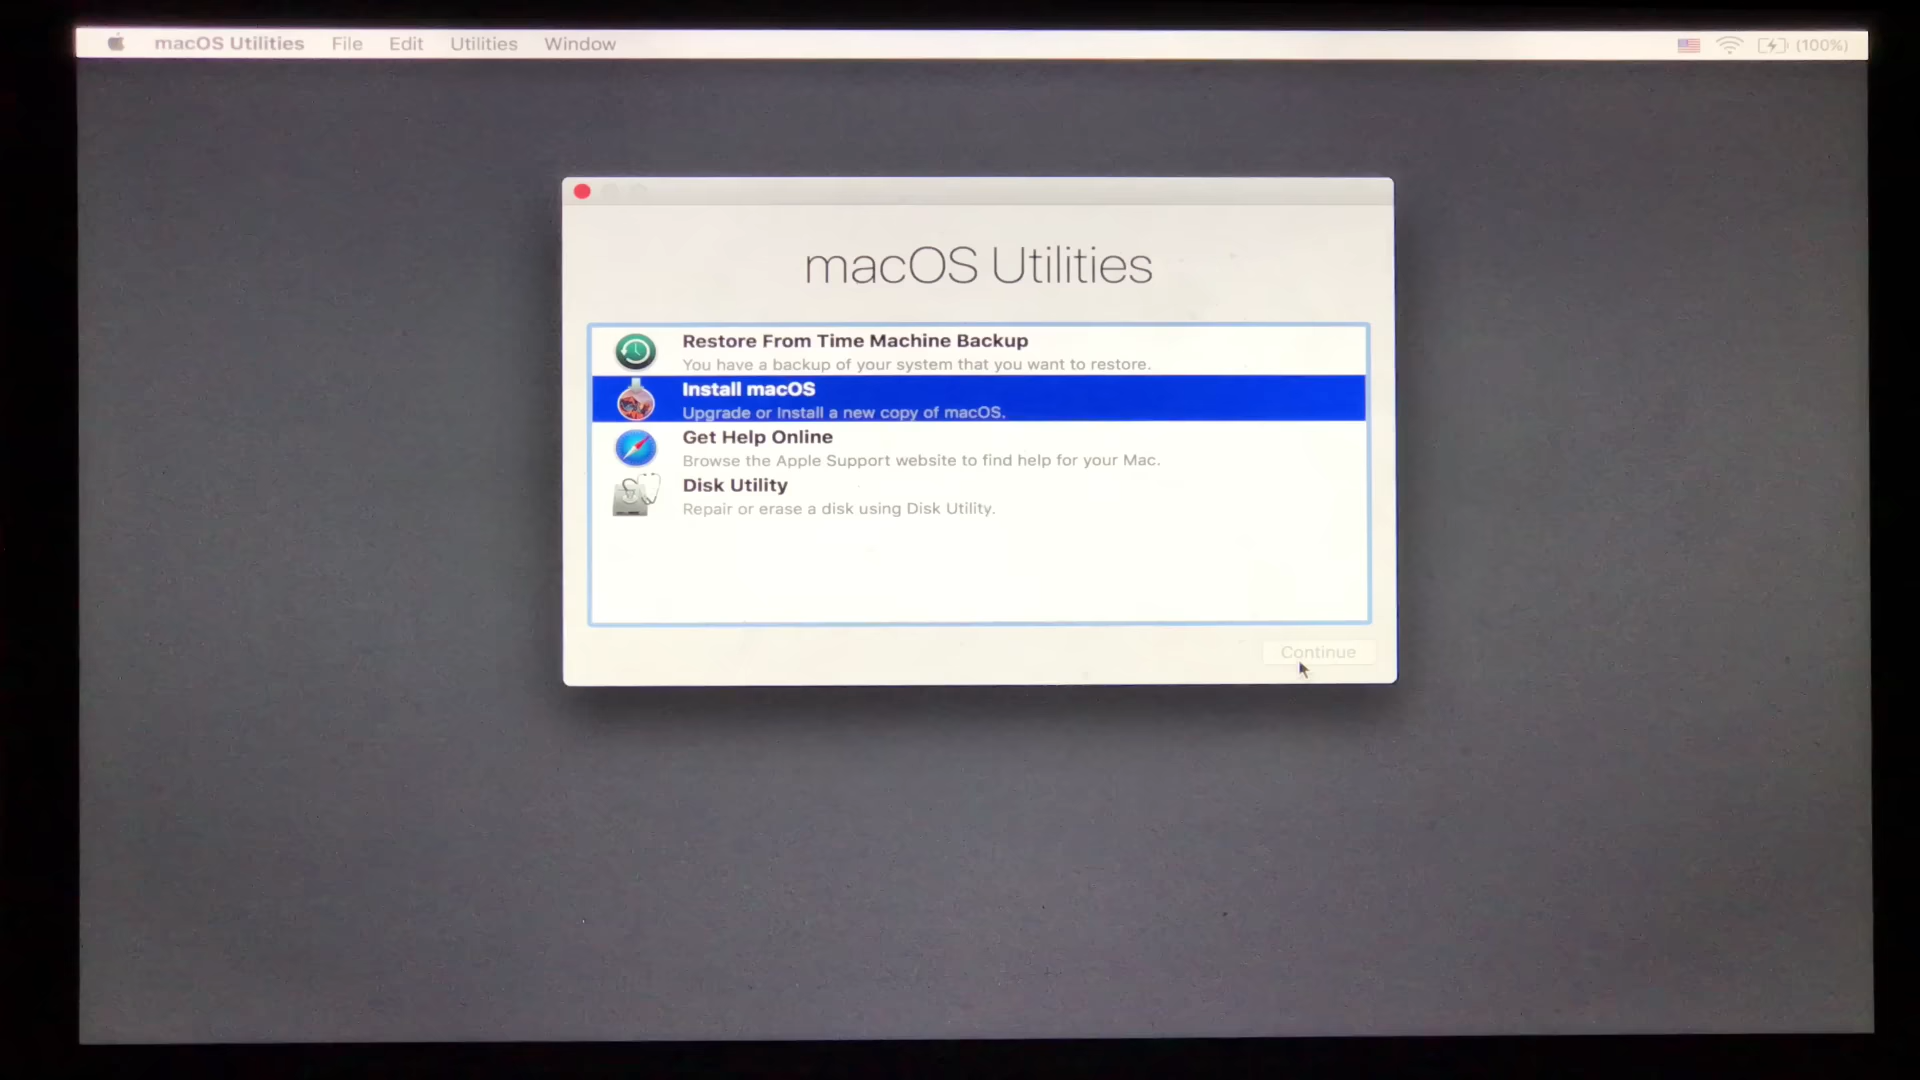 macOS Utilities File Edit Utilities Window (100%)
macOS Utilities
Restore From Time Machine Backup
You have a backup of your system that you want to restore.
Install macOS
Upgrade or Install a new copy of macOS.
Get Help Online
Browse the Apple Support website to find help for your Mac.
Disk Utility
Repair or erase a disk using Disk Utility.
Continue